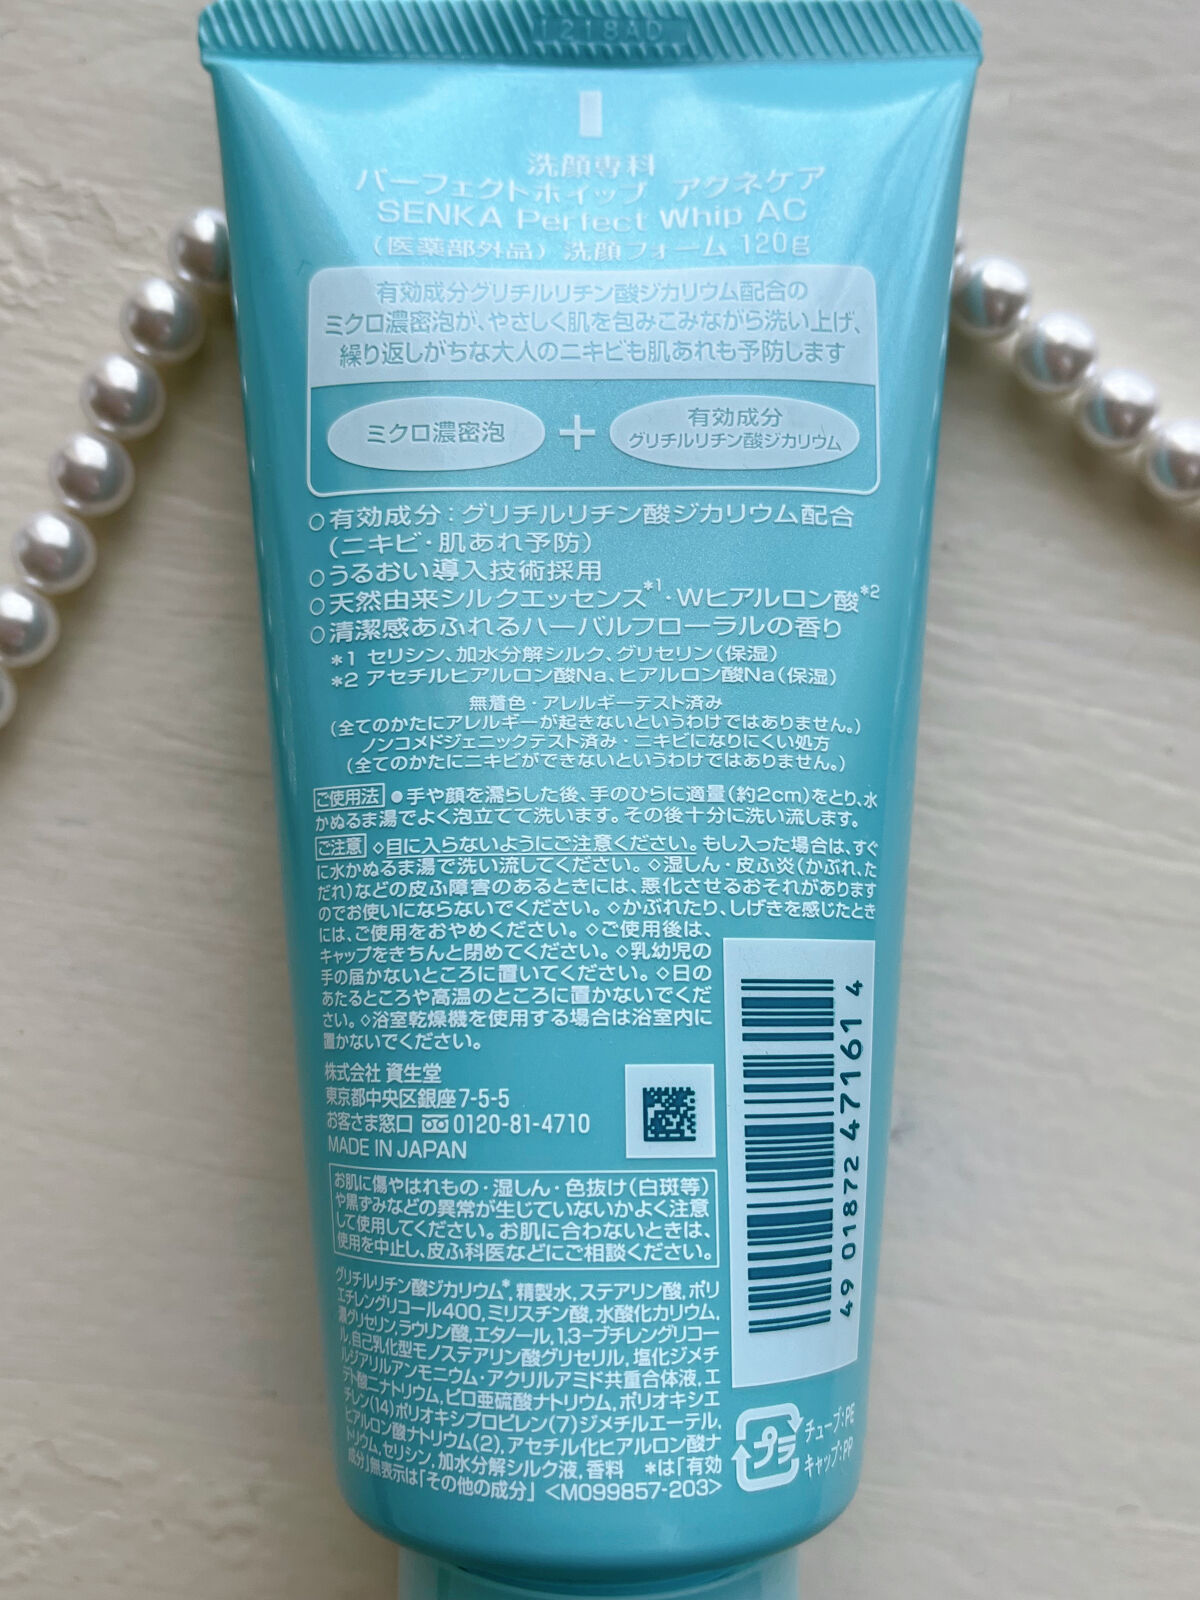 1218AD
洗顔専科
パーフェクトホイップ アクネケア
SENKA Perfect Whip AC
(医薬部外品) 洗顔フォーム 120g
有効成分グリチルリチン酸ジカリウム配合の
ミクロ濃密泡が、やさしく肌を包みこみながら洗い上げ、
繰り返しがちな大人のニキビも肌あれも予防します
ミクロ濃密泡 + 有効成分
グリチルリチン酸ジカリウム
○有効成分:グリチルリチン酸ジカリウム配合
(ニキビ・肌あれ予防)
○うるおい導入技術採用
○天然由来シルクエッセンス*1・Wヒアルロン酸*2
○清潔感あふれるハーバルフローラルの香り
*1 セリシン、加水分解シルク、グリセリン(保湿)
*2 アセチルヒアルロン酸Na、ヒアルロン酸Na(保湿)
無着色・アレルギーテスト済み
(全てのかたにアレルギーが起きないというわけではありません。)
ノンコメドジェニックテスト済み・ニキビになりにくい処方
(全てのかたにニキビができないというわけではありません。)
ご使用法 ●手や顔を濡らした後、手のひらに適量(約2cm)をとり、水
かぬるま湯でよく泡立てて洗います。その後十分に洗い流します。
ご注意 ◇目に入らないようにご注意ください。もし入った場合は、すぐ
に水かぬるま湯で洗い流してください。◇湿しん・皮ふ炎(かぶれ、た
だれ)などの皮ふ障害のあるときには、悪化させるおそれがあります
のでお使いにならないでください。◇かぶれたり、しげきを感じたとき
には、ご使用をおやめください。◇ご使用後は、
キャップをきちんと閉めてください。◇乳幼児の
手の届かないところに置いてください。◇日の
あたるところや高温のところに置かないでくだ
さい。◇浴室乾燥機を使用する場合は浴室内に
置かないでください。
株式会社 資生堂
東京都中央区銀座7-5-5
お客さま窓口 0120-81-4710
MADE IN JAPAN
お肌に傷やはれもの・湿しん・色抜け(白斑等)
や黒ずみなどの異常が生じていないかよく注意
して使用してください。お肌に合わないときは、
使用を中止し、皮ふ科医などにご相談ください。
グリチルリチン酸ジカリウム*,精製水,ステアリン酸,ポリ
エチレングリコール400,ミリスチン酸,水酸化カリウム,
濃グリセリン,ラウリン酸,エタノール,1,3-ブチレングリコー
ル,自己乳化型モノステアリン酸グリセリル,塩化ジメチ
ルジアリルアンモニウム・アクリルアミド共重合体液,エ
デト酸二ナトリウム,ピロ亜硫酸ナトリウム,ポリオキシエ
チレン(14)ポリオキシプロピレン(7)ジメチルエーテル,
ヒアルロン酸ナトリウム(2),アセチル化ヒアルロン酸ナ
トリウム,セリシン,加水分解シルク液,香料 *は「有効
成分」無表示は「その他の成分」<M099857-203>
49 01872 47161 4
プラ
チューブ:PE
キャップ:PP